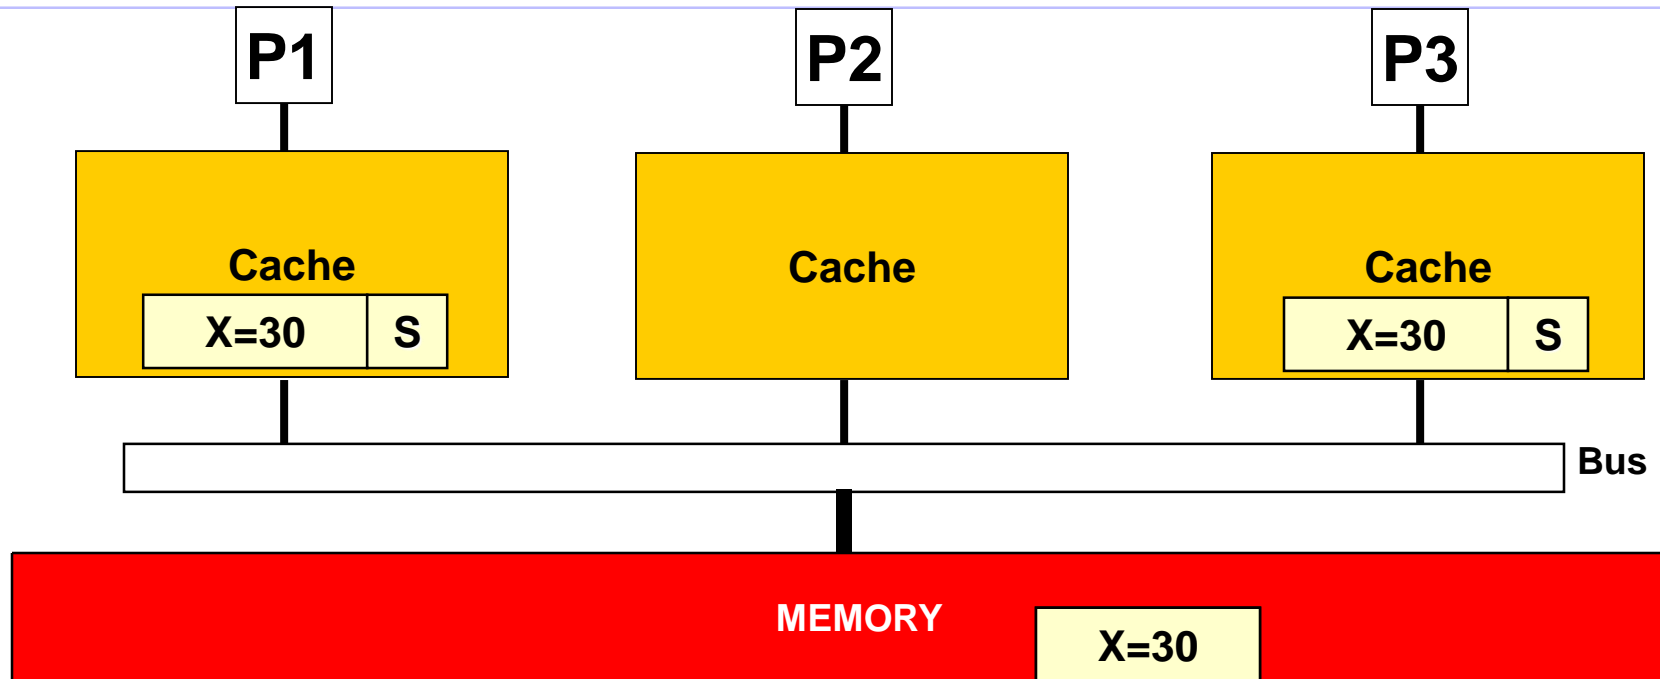 P1
P2
P3
Cache
X=30 S
Cache
Cache
X=30 S
Bus
MEMORY
X=30